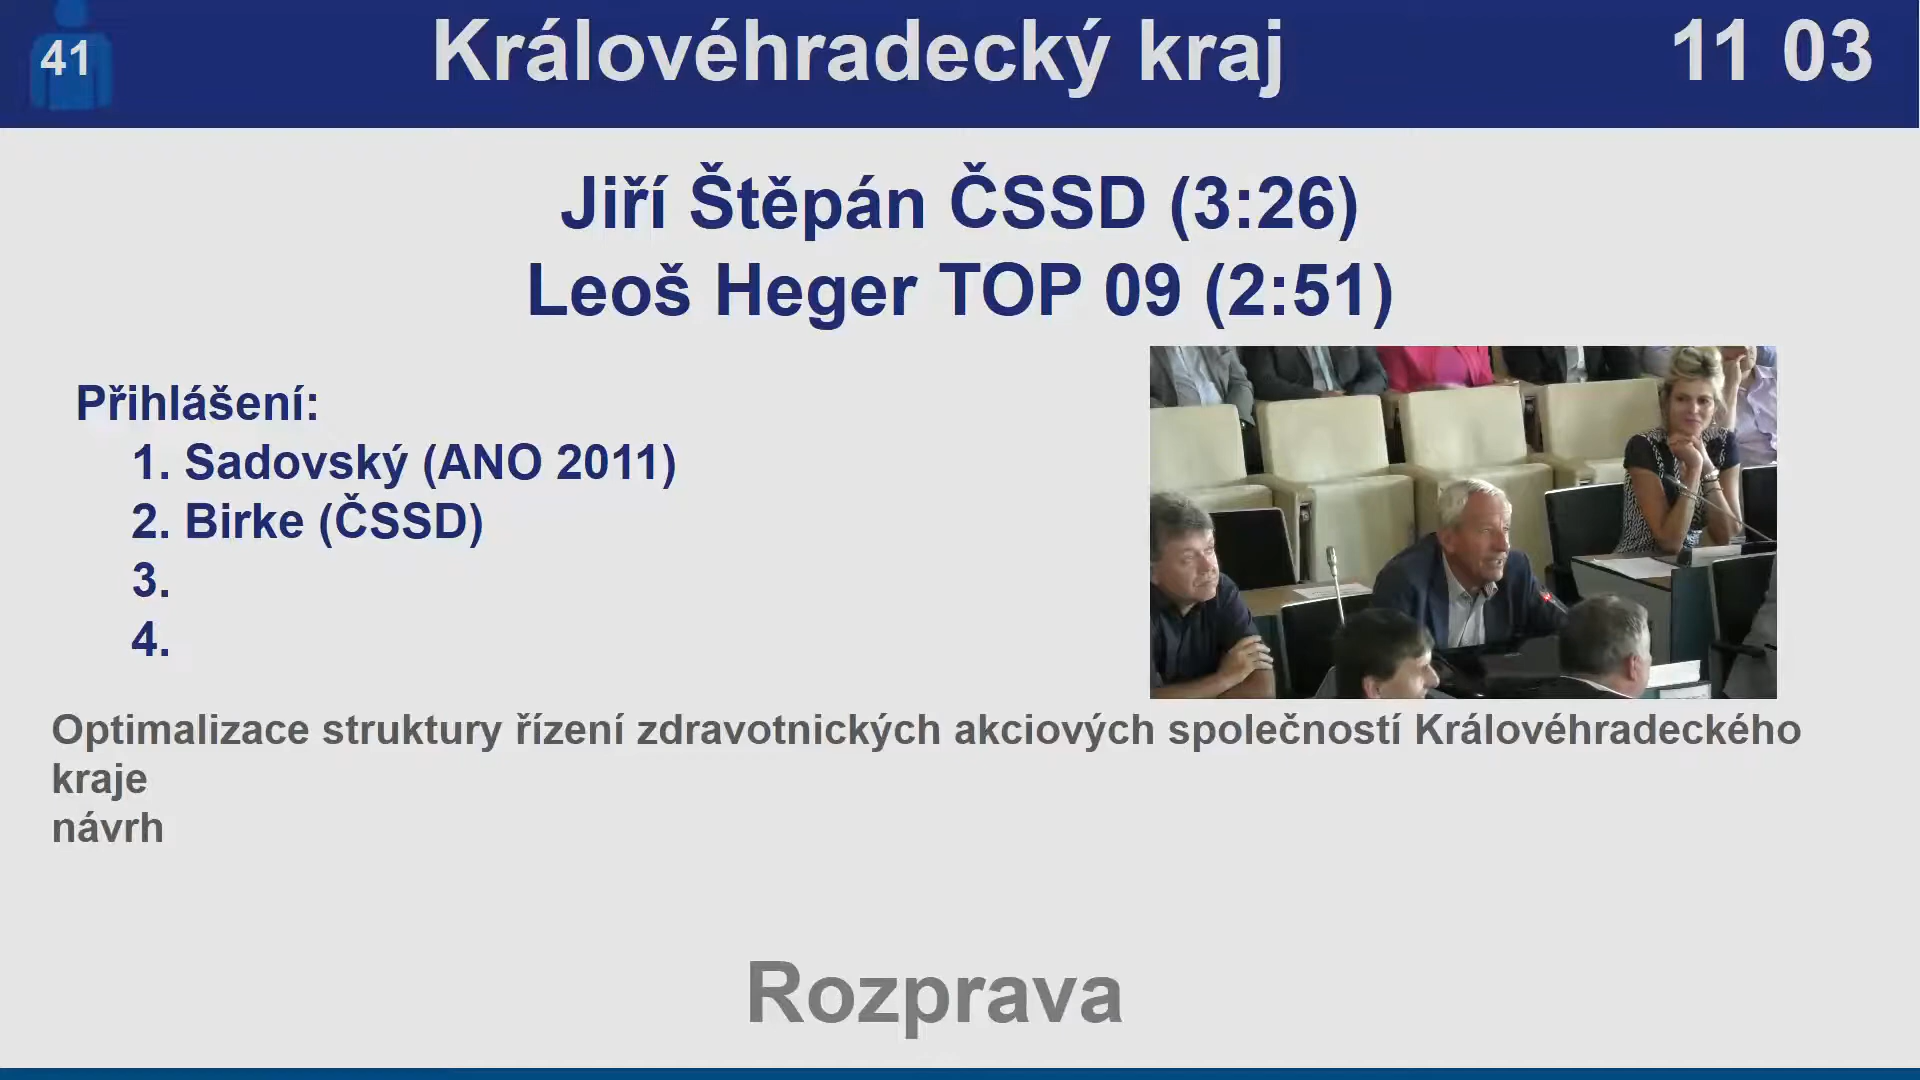 41
Královéhradecký kraj
11 03
Jiří Štěpán ČSSD (3:26)
Leoš Heger TOP 09 (2:51)
Přihlášení:
1. Sadovský (ANO 2011)
2. Birke (ČSSD)
3.
4.
Optimalizace struktury řízení zdravotnických akciových společností Královéhradeckého
kraje
návrh
Rozprava